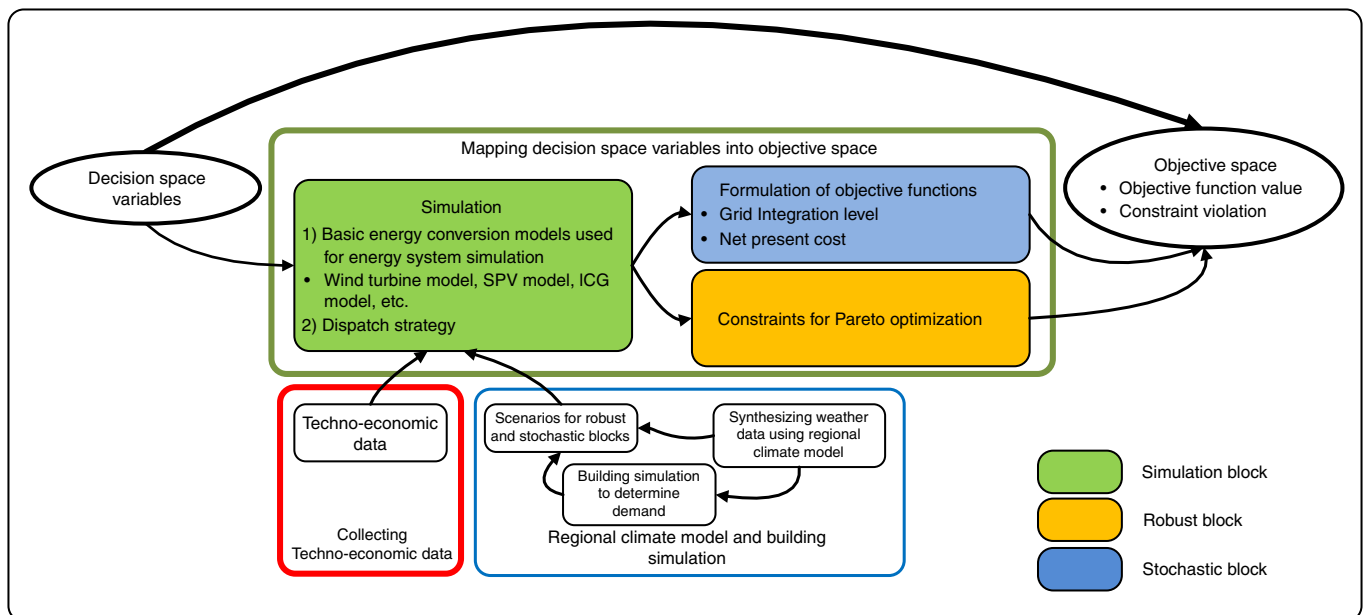 Mapping decision space variables into objective space
Decision space
variables
Simulation
1) Basic energy conversion models used
for energy system simulation
• Wind turbine model, SPV model, ICG
model, etc.
2) Dispatch strategy
Formulation of objective functions
• Grid Integration level
• Net present cost
Constraints for Pareto optimization
Objective space
• Objective function value
• Constraint violation
Techno-economic
data
Collecting
Techno-economic data
Scenarios for robust
and stochastic blocks
Synthesizing weather
data using regional
climate model
Building simulation
to determine
demand
Regional climate model and building
simulation
Simulation block
Robust block
Stochastic block